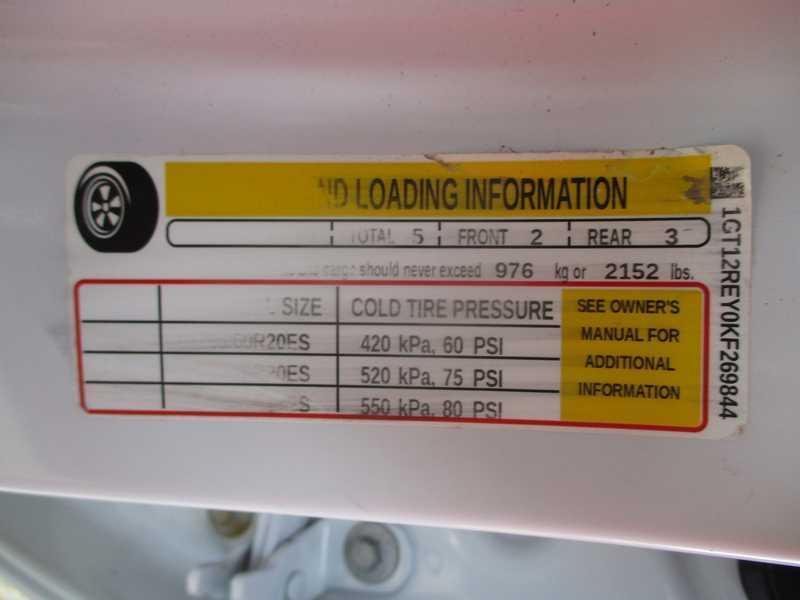 LOADING INFORMATION
TOTAL 5 FRONT 2 REAR 3
cargo should never exceed 976 kg or 2152 lbs.
SIZE COLD TIRE PRESSURE
420 kPa, 60 PSI
520 kPa, 75 PSI
550 kPa, 80 PSI
SEE OWNER'S
MANUAL FOR
ADDITIONAL
INFORMATION
1GT12REY0KF269844